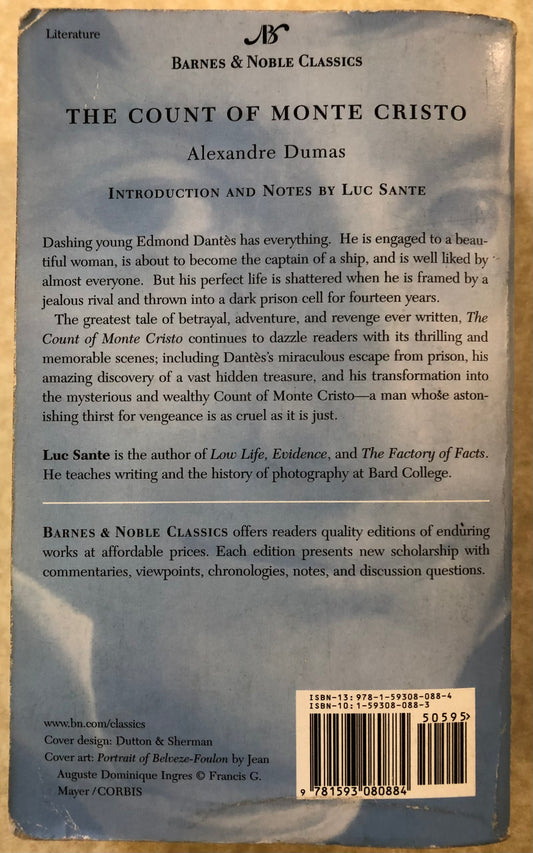 Literature
BN
BARNES & NOBLE CLASSICS
THE COUNT OF MONTE CRISTO
Alexandre Dumas
INTRODUCTION AND NOTES BY LUC SANTE
Dashing young Edmond Dantès has everything. He is engaged to a beau-
tiful woman, is about to become the captain of a ship, and is well liked by
almost everyone. But his perfect life is shattered when he is framed by a
jealous rival and thrown into a dark prison cell for fourteen years.
The greatest tale of betrayal, adventure, and revenge ever written, The
Count of Monte Cristo continues to dazzle readers with its thrilling and
memorable scenes; including Dantès's miraculous escape from prison, his
amazing discovery of a vast hidden treasure, and his transformation into
the mysterious and wealthy Count of Monte Cristo—a man whose aston-
ishing thirst for vengeance is as cruel as it is just.
Luc Sante is the author of Low Life, Evidence, and The Factory of Facts.
He teaches writing and the history of photography at Bard College.
BARNES & NOBLE CLASSICS offers readers quality editions of enduring
works at affordable prices. Each edition presents new scholarship with
commentaries, viewpoints, chronologies, notes, and discussion questions.
www.bn.com/classics
Cover design: Dutton & Sherman
Cover art: Portrait of Belveze-Foulon by Jean
Auguste Dominique Ingres © Francis G.
Mayer/CORBIS
ISBN-13: 978-1-59308-088-4
ISBN-10: 1-59308-088-3
50595>
9 781593 080884